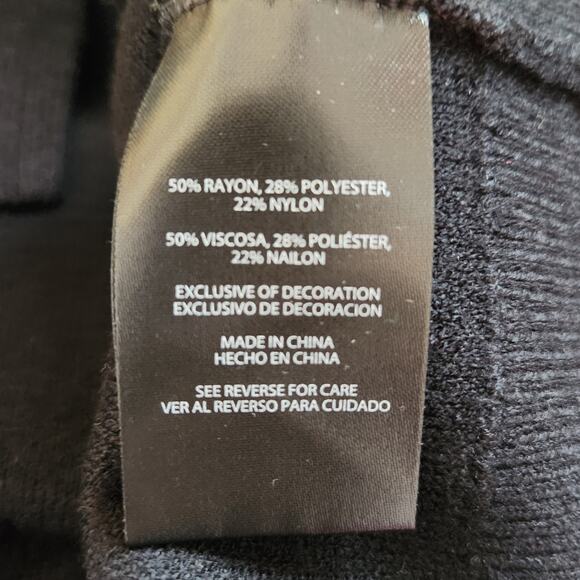 50% RAYON, 28% POLYESTER,
22% NYLON
50% VISCOSA, 28% POLIÉSTER,
22% NAILON
EXCLUSIVE OF DECORATION
EXCLUSIVO DE DECORACION
MADE IN CHINA
HECHO EN CHINA
SEE REVERSE FOR CARE
VER AL REVERSO PARA CUIDADO